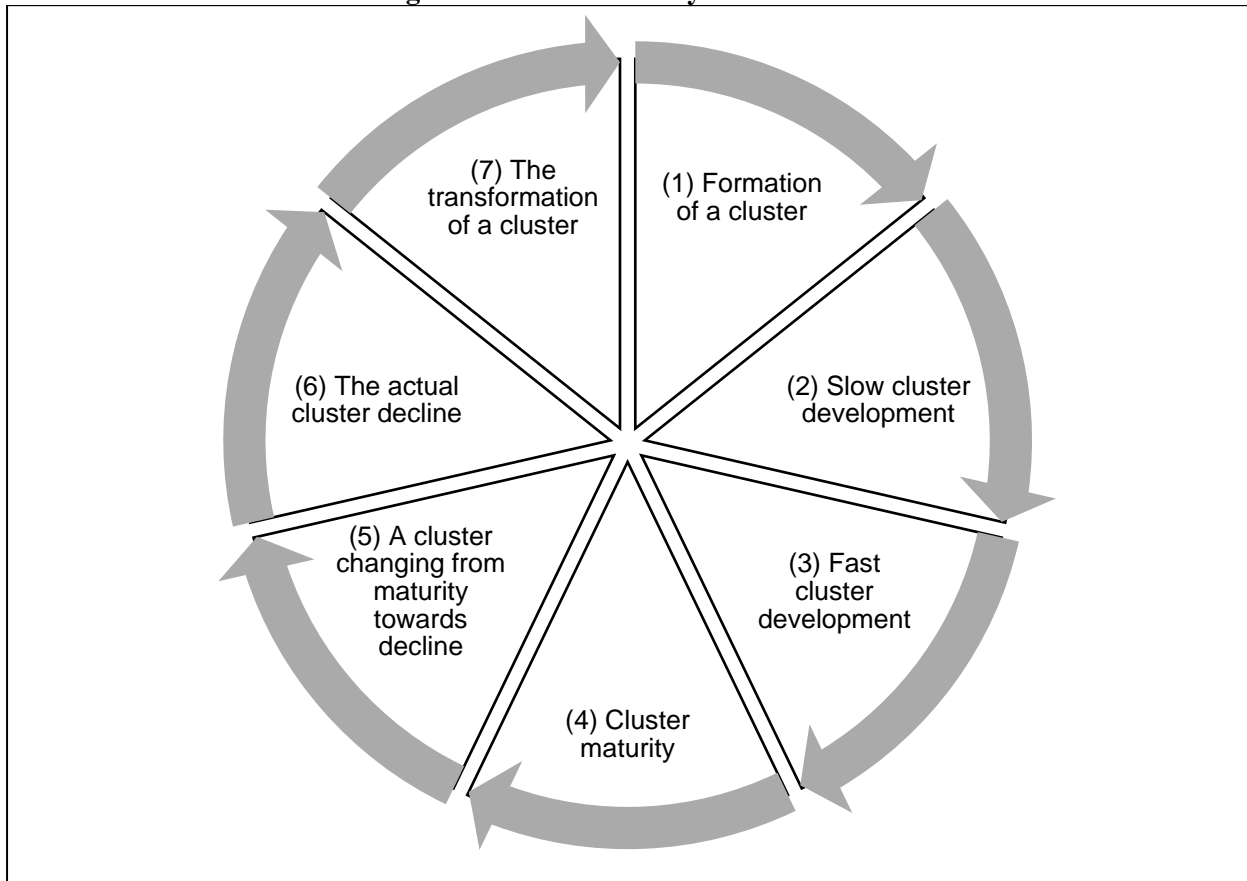 (1) Formation
of a cluster
(2) Slow cluster
development
(3) Fast
cluster
development
(4) Cluster
maturity
(5) A cluster
changing from
maturity
towards
decline
(6) The actual
cluster decline
(7) The
transformation
of a cluster